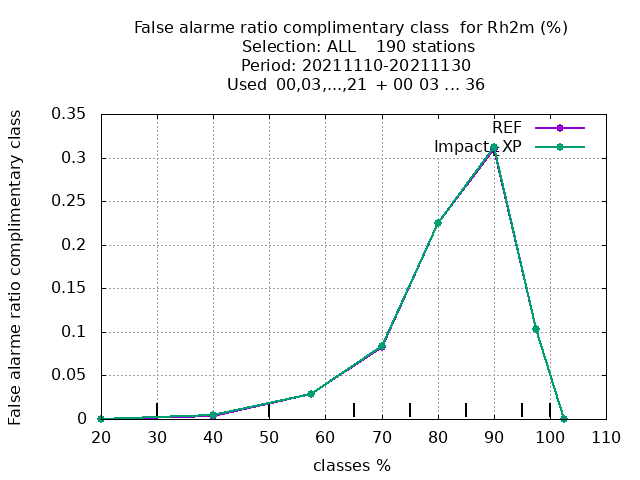 False alarme ratio complimentary class for Rh2m (%)
Selection: ALL 190 stations
Period: 20211110-20211130
Used 00,03,...,21 + 00 03 ... 36
False alarme ratio complimentary class
0.35
0.3
0.25
0.2
0.15
0.1
0.05
0
REF
Impact_XP
20 30 40 50 60 70 80 90 100 110
classes %